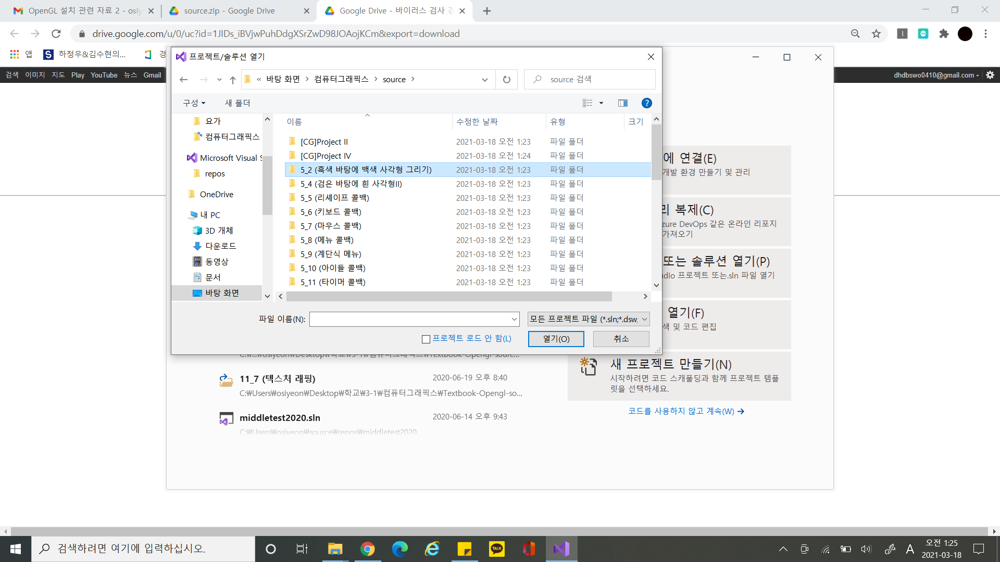 OpenGL 설치 관련 자료 2 - osiy
source.zip - Google Drive
Google Drive - 바이러스 검사 경
drive.google.com/u/0/uc?id=1JIDs_iBVjwPuhDdgXSrZwD98JOAojKCm&export=download
앱
하정우&김수현의...
경
검색 이미지 지도 Play YouTube 뉴스 Gmail
dhdbswo0410@gmail.com
프로젝트/솔루션 열기
« 바탕 화면 > 컴퓨터그래픽스 > source >
source 검색
구성
새 폴더
요가
컴퓨터그래픽스
Microsoft Visual S
repos
OneDrive
내 PC
3D 개체
다운로드
동영상
문서
바탕 화면
이름 수정한 날짜 유형 크기
[CG]Project II 2021-03-18 오전 1:23 파일 폴더
[CG]Project IV 2021-03-18 오전 1:24 파일 폴더
5_2 (흑색 바탕에 백색 사각형 그리기) 2021-03-18 오전 1:23 파일 폴더
5_4 (검은 바탕에 흰 사각형II) 2021-03-18 오전 1:23 파일 폴더
5_5 (리셰이프 콜백) 2021-03-18 오전 1:23 파일 폴더
5_6 (키보드 콜백) 2021-03-18 오전 1:23 파일 폴더
5_7 (마우스 콜백) 2021-03-18 오전 1:23 파일 폴더
5_8 (메뉴 콜백) 2021-03-18 오전 1:23 파일 폴더
5_9 (계단식 메뉴) 2021-03-18 오전 1:23 파일 폴더
5_10 (아이들 콜백) 2021-03-18 오전 1:23 파일 폴더
5_11 (타이머 콜백) 2021-03-18 오전 1:23 파일 폴더
파일 이름(N):
모든 프로젝트 파일 (*.sln;*.dsw,
프로젝트 로드 안 함(L)
열기(O)
취소
에 연결(E)
개발 환경 만들기 및 관리
리 복제(C)
zure DevOps 같은 온라인 리포지
가져오기
또는 솔루션 열기(P)
udio 프로젝트 또는.sln 파일 열기
열기(F)
색 및 코드 편집
새 프로젝트 만들기(N)
시작하려면 코드 스캐폴딩과 함께 프로젝트 템플
릿을 선택하세요.
코드를 사용하지 않고 계속(W) →
C:₩...₩osiyeon₩Desktop₩학교₩3-1₩컴퓨터그래픽스₩Textbook-Opengl-sourc...
11_7 (텍스처 래핑) 2020-06-19 오후 8:40
C:₩Users₩osiyeon₩Desktop₩학교₩3-1₩컴퓨터그래픽스₩Textbook-Opengl-so...
middletest2020.sln 2020-06-14 오후 9:43
C:₩Users₩osiyeon₩source₩repos₩middletest2020
검색하려면 여기에 입력하십시오.
TALK
A
오전 1:25
2021-03-18